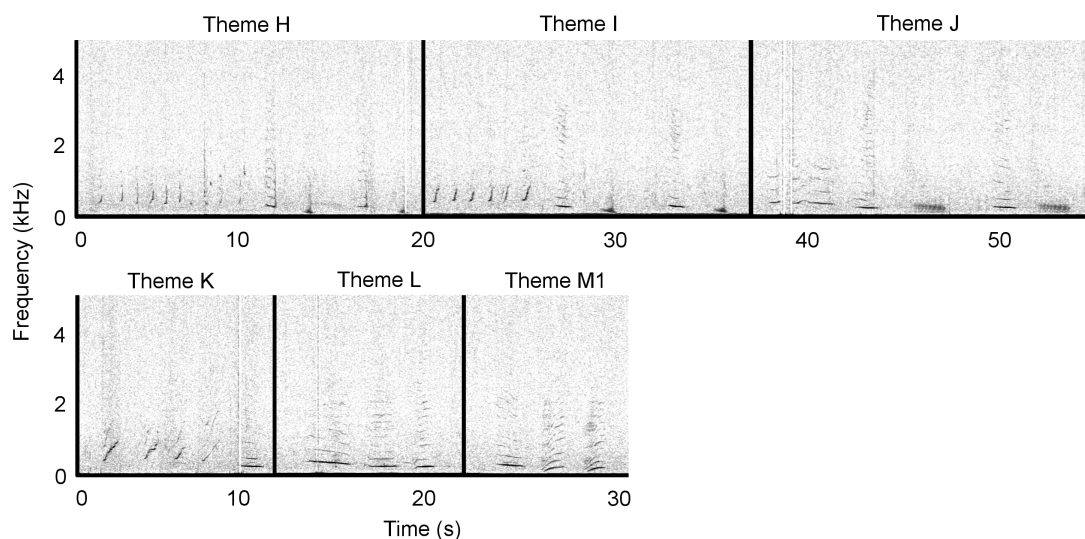 Theme H Theme I Theme J
4
2
0
0 10 20 30 40 50
Frequency (kHz)
Theme K Theme L Theme M1
4
2
0
0 10 20 30
Time (s)